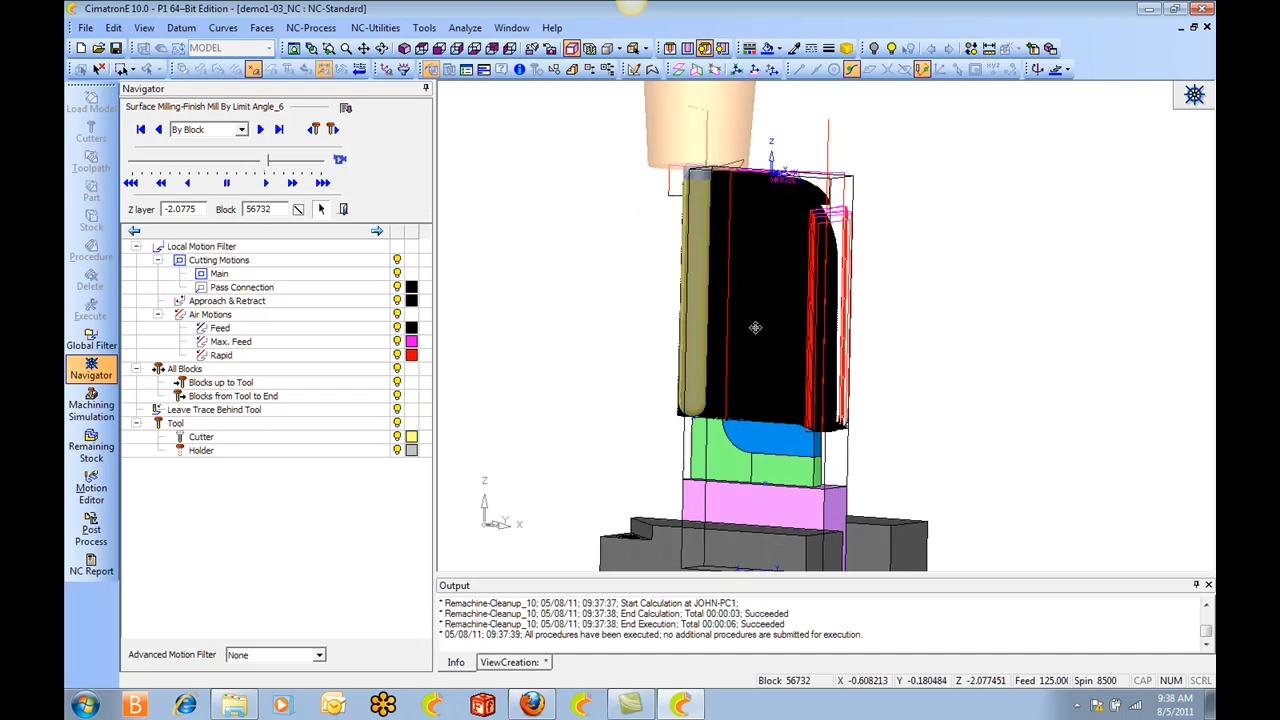 CimatronE 10.0 - P1 64-Bit Edition - [demo1-03_NC : NC-Standard]
File Edit View Datum Curves Faces NC-Process NC-Utilities Tools Analyze Window Help
MODEL
Load Model
Cutters
Toolpath
Part
Stock
Procedure
Delete
Execute
Global Filter
Navigator
Machining Simulation
Remaining Stock
Motion Editor
Post Process
NC Report
Navigator
Surface Milling-Finish Mill By Limit Angle_6
By Block
Z layer -2.0775 Block 56732
Local Motion Filter
Cutting Motions
Main
Pass Connection
Approach & Retract
Air Motions
Feed
Max. Feed
Rapid
All Blocks
Blocks up to Tool
Blocks from Tool to End
Leave Trace Behind Tool
Tool
Cutter
Holder
Advanced Motion Filter None
Z
Z
Y
X
Output
* Remachine-Cleanup_10; 05/08/11; 09:37:37; Start Calculation at JOHN-PC1;
* Remachine-Cleanup_10; 05/08/11; 09:37:38; End Calculation; Total 00:00:03; Succeeded
* Remachine-Cleanup_10; 05/08/11; 09:37:38; End Execution; Total 00:00:06; Succeeded
* 05/08/11; 09:37:39; All procedures have been executed; no additional procedures are submitted for execution.
Info ViewCreation: *
Block 56732 X -0.608213 Y -0.180484 Z -2.077451 Feed 125.00 Spin 8500 CAP NUM SCRL
9:38 AM
8/5/2011